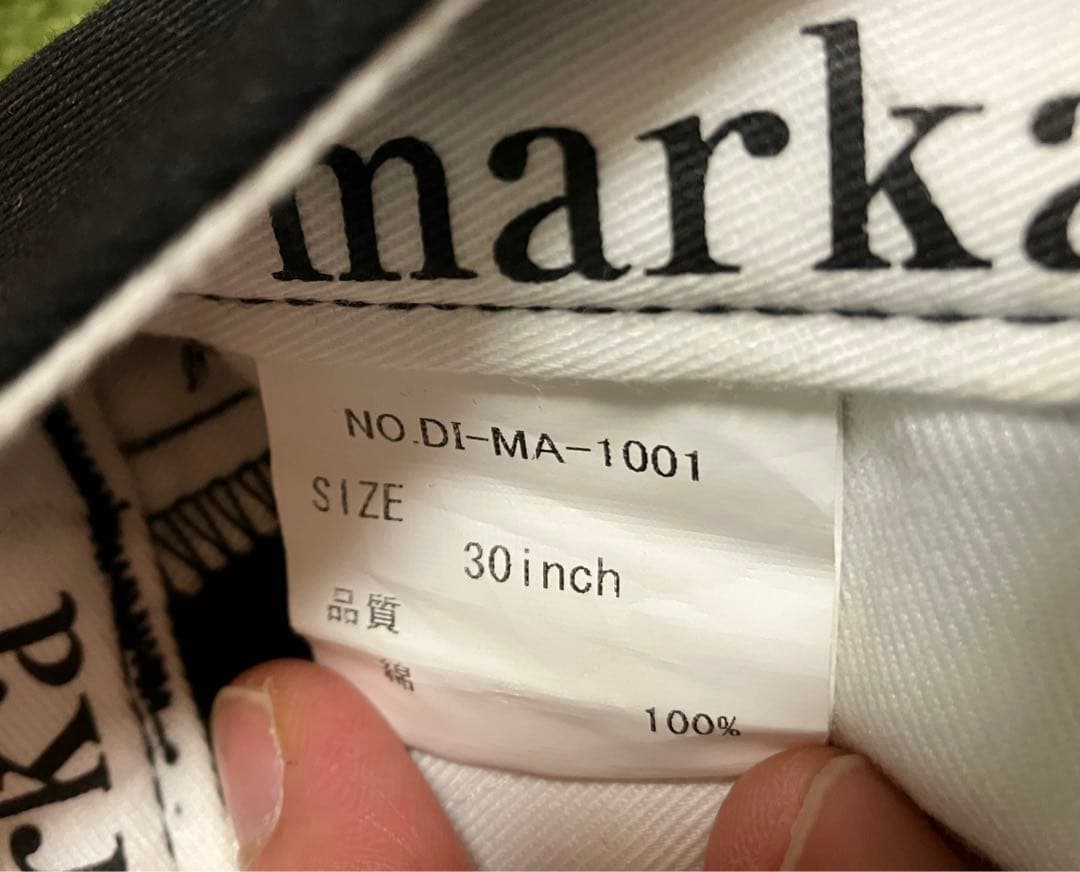 marka
NO.DI-MA-1001
SIZE
30inch
品質
綿
100%